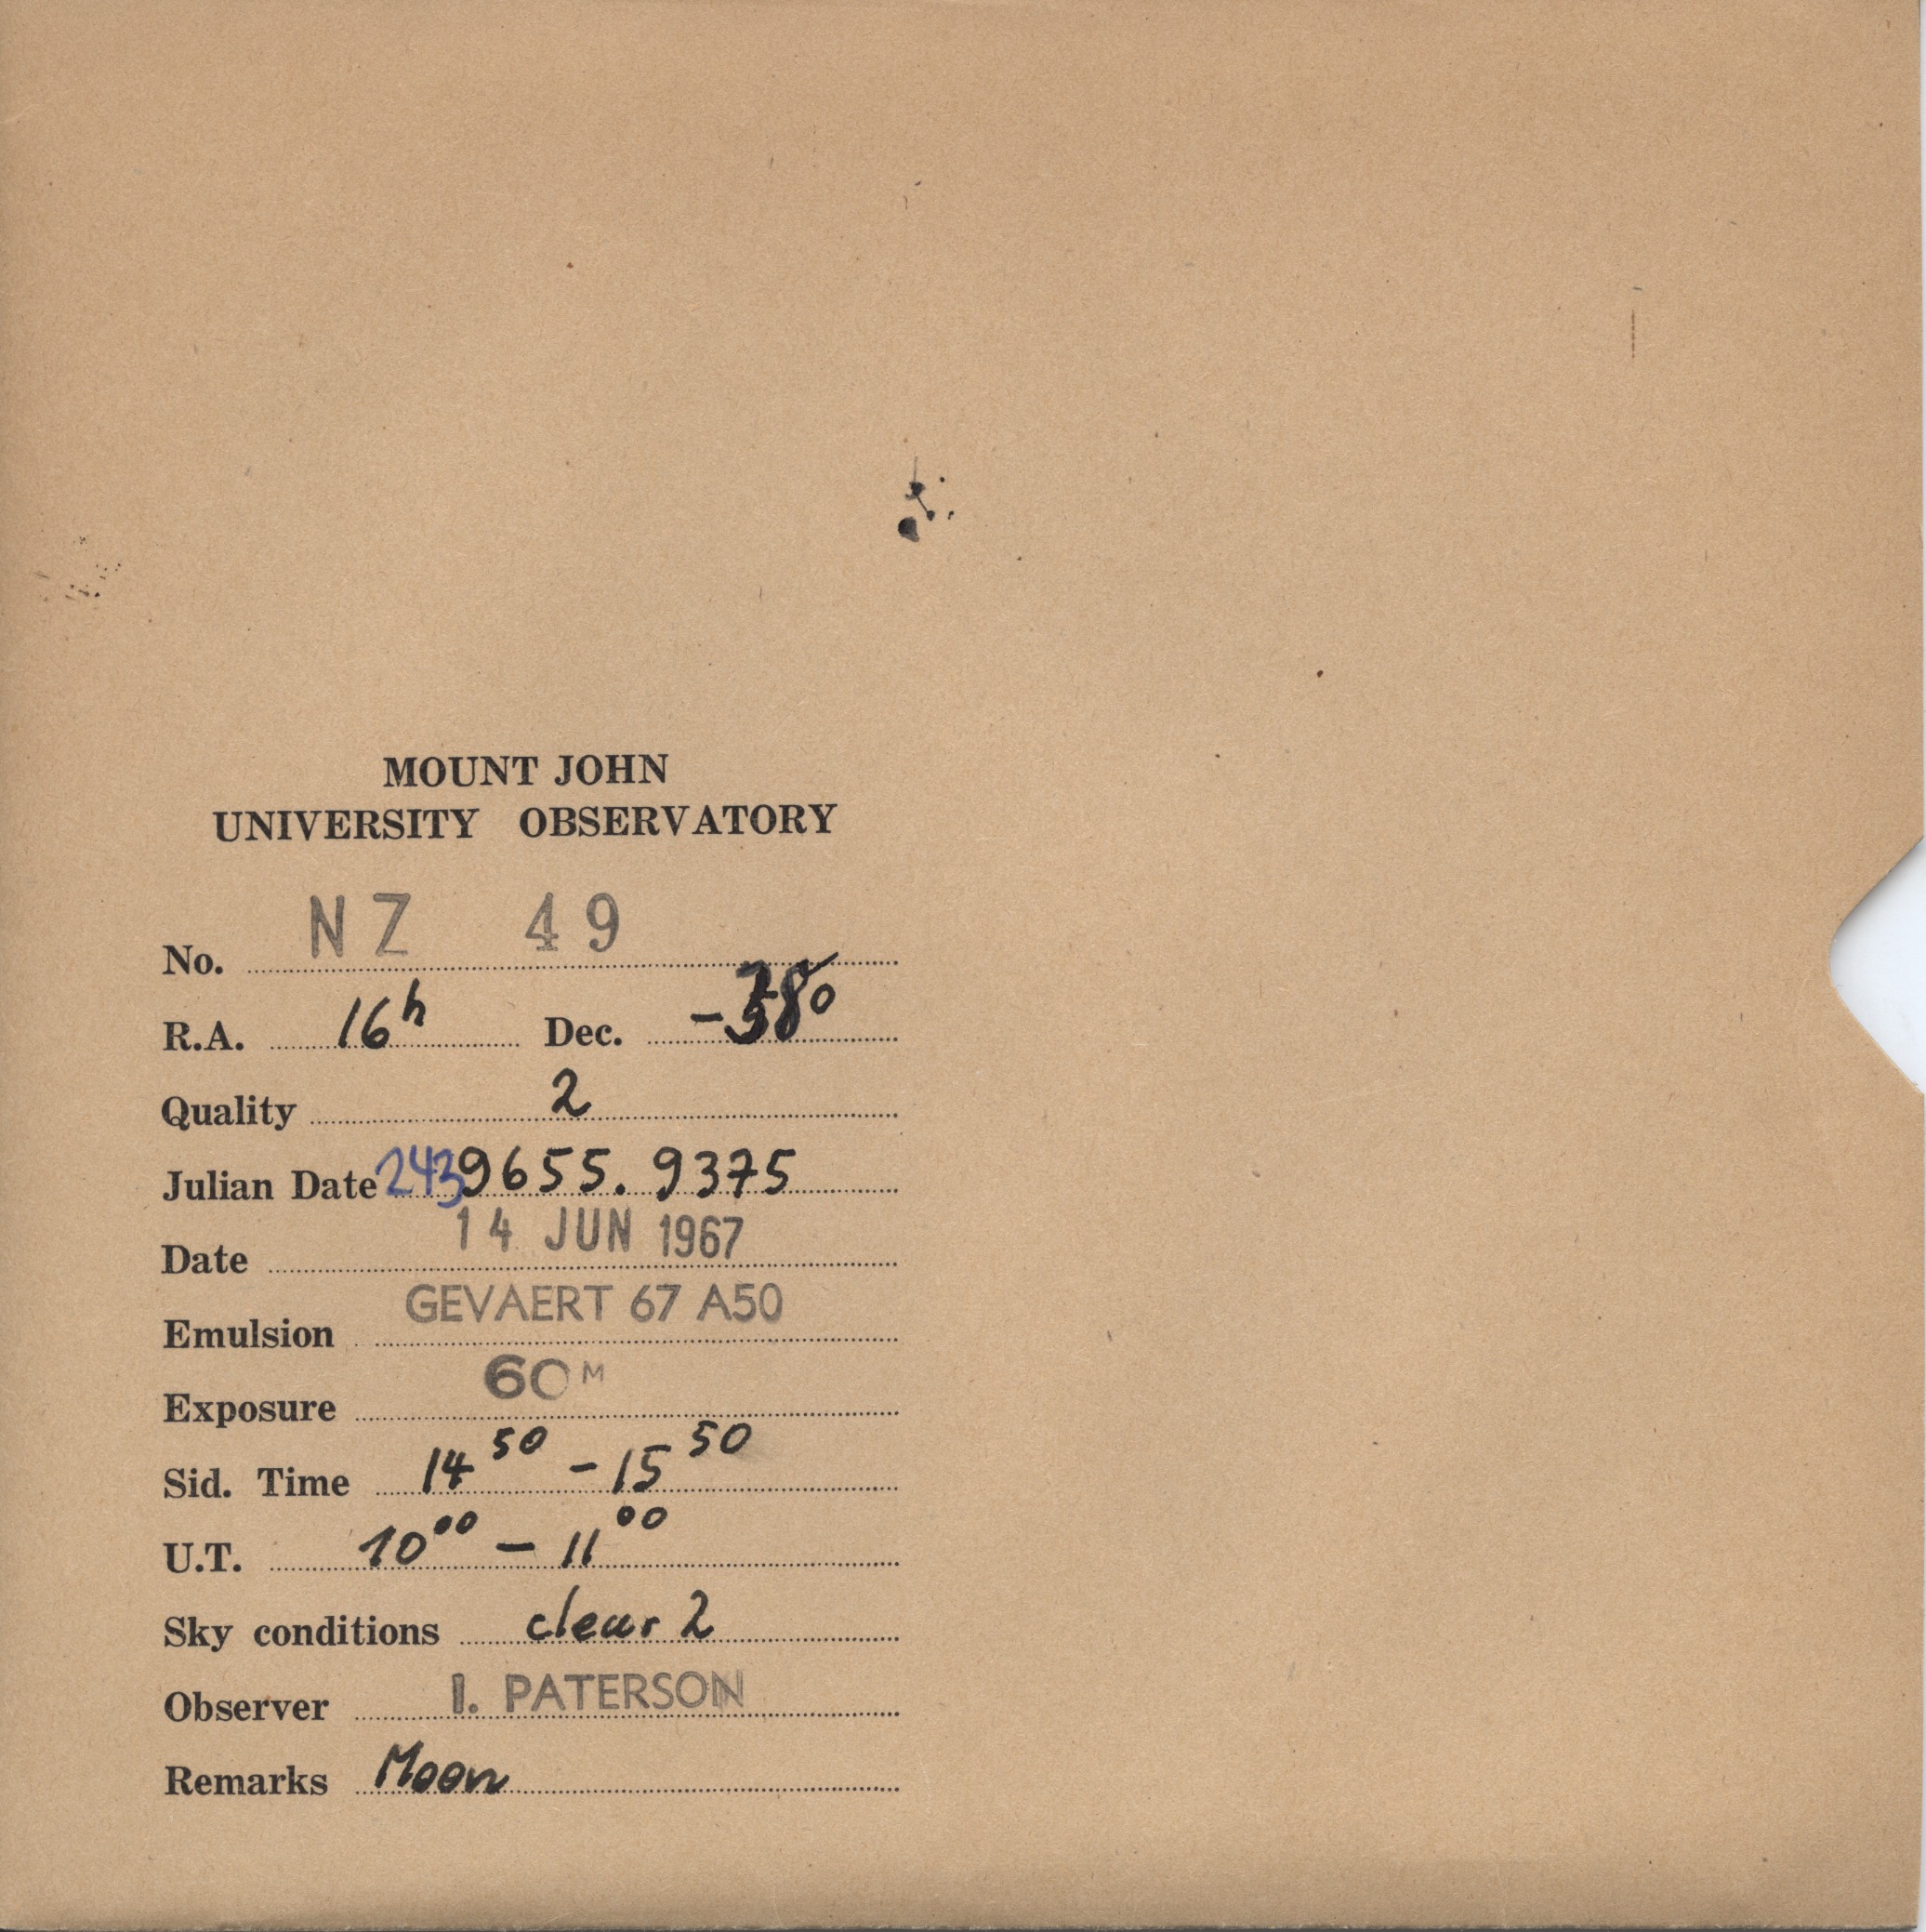 MOUNT JOHN
UNIVERSITY OBSERVATORY
No. NZ 49
R.A. 16h Dec. -38°
Quality 2
Julian Date 2439655.9375
Date 14 JUN 1967
Emulsion GEVAERT 67 A50
Exposure 60M
Sid. Time 14 50 - 15 50
U.T. 10 00 - 11 00
Sky conditions clear 2
Observer I. PATERSON
Remarks Moon